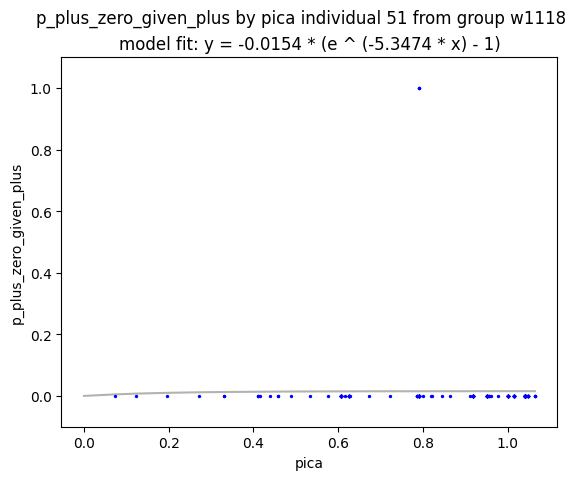 p_plus_zero_given_plus by pica individual 51 from group w1118
model fit: y = -0.0154 * (e ^ (-5.3474 * x) - 1)
1.0
0.8
0.6
0.4
0.2
0.0
p_plus_zero_given_plus
0.0 0.2 0.4 0.6 0.8 1.0
pica